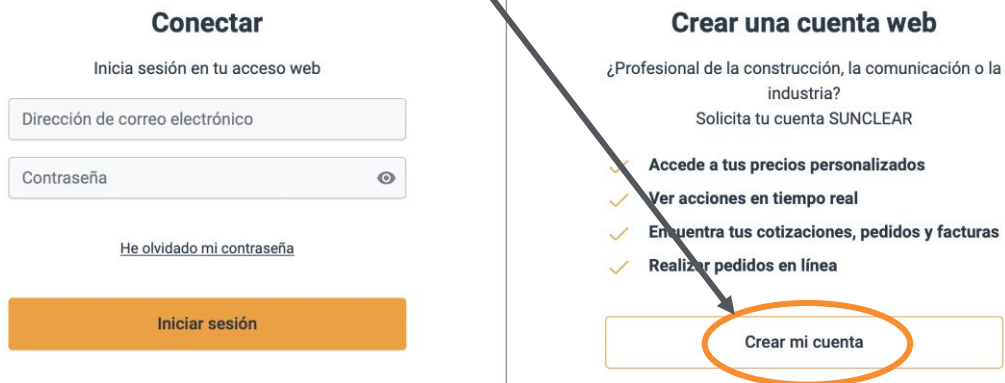 Conectar
Inicia sesión en tu acceso web
Dirección de correo electrónico
Contraseña
He olvidado mi contraseña
Iniciar sesión
Crear una cuenta web
¿Profesional de la construcción, la comunicación o la
industria?
Solicita tu cuenta SUNCLEAR
Accede a tus precios personalizados
Ver acciones en tiempo real
Encuentra tus cotizaciones, pedidos y facturas
Realizar pedidos en línea
Crear mi cuenta